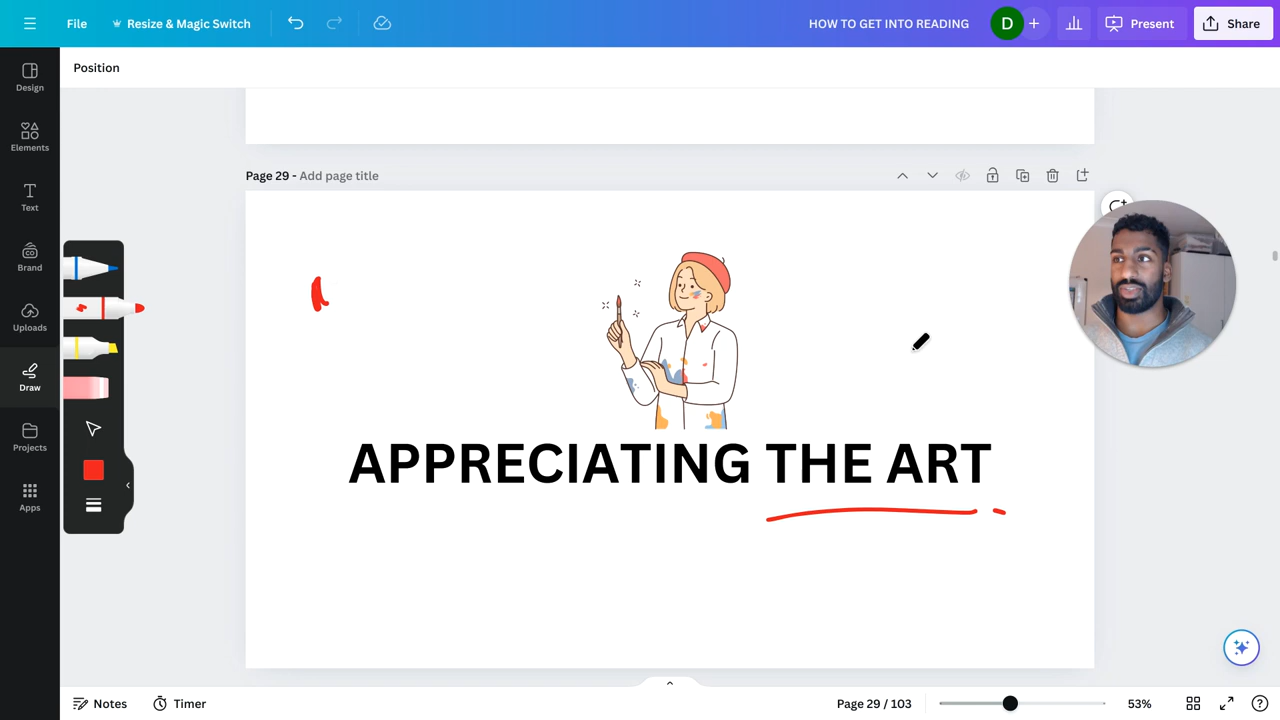 File
Resize & Magic Switch
HOW TO GET INTO READING
D
+
Present
Share
Position
Design
Elements
Text
Brand
Uploads
Draw
Projects
Apps
Page 29 - Add page title
APPRECIATING THE ART
Notes
Timer
Page 29 / 103
53%